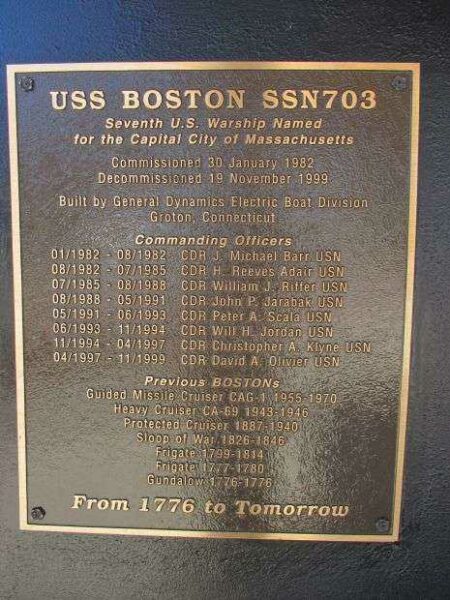 USS BOSTON SSN703
Seventh U.S. Warship Named
for the Capital City of Massachusetts
Commissioned 30 January 1982
Decommissioned 19 November 1999
Built by General Dynamics Electric Boat Division
Groton, Connecticut
Commanding Officers
01/1982 - 08/1982 CDR J. Michael Barr USN
08/1982 - 07/1985 CDR H. Reeves Adair USN
07/1985 - 08/1988 CDR William J. Riffer USN
08/1988 - 05/1991 CDR John P. Jarabak USN
05/1991 - 06/1993 CDR Peter A. Scala USN
06/1993 - 11/1994 CDR Will H. Jordan USN
11/1994 - 04/1997 CDR Christopher A. Klyne USN
04/1997 - 11/1999 CDR David A. Olivier USN
Previous BOSTONs
Guided Missile Cruiser CAG-1 1955-1970
Heavy Cruiser CA-69 1943-1946
Protected Cruiser 1887-1940
Sloop of War 1826-1846
Frigate 1799-1814
Frigate 1777-1780
Gundalow 1776-1776
From 1776 to Tomorrow